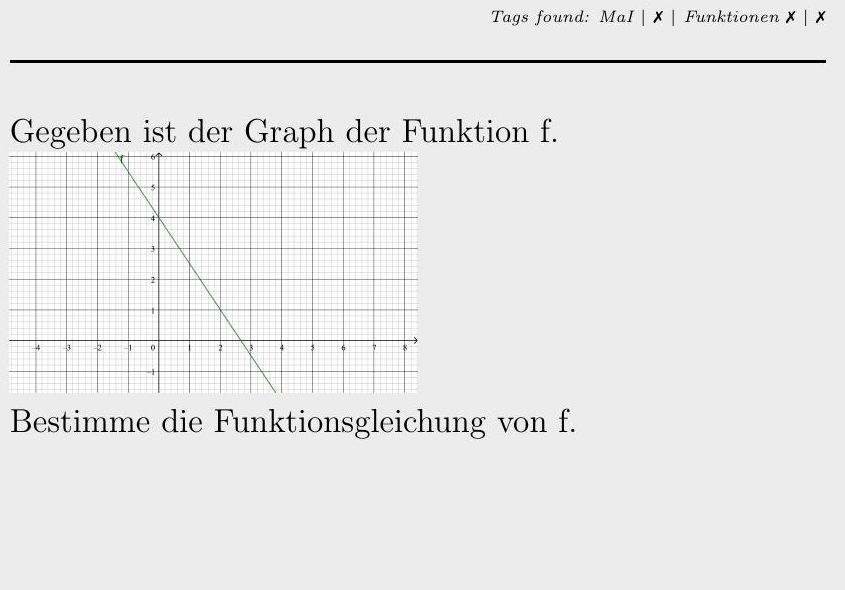 Tags found: MaI | ✗ | Funktionen ✗ | ✗
Gegeben ist der Graph der Funktion f.
f
6
5
4
3
2
1
-4 -3 -2 -1 0 1 2 3 4 5 6 7 8
-1
Bestimme die Funktionsgleichung von f.